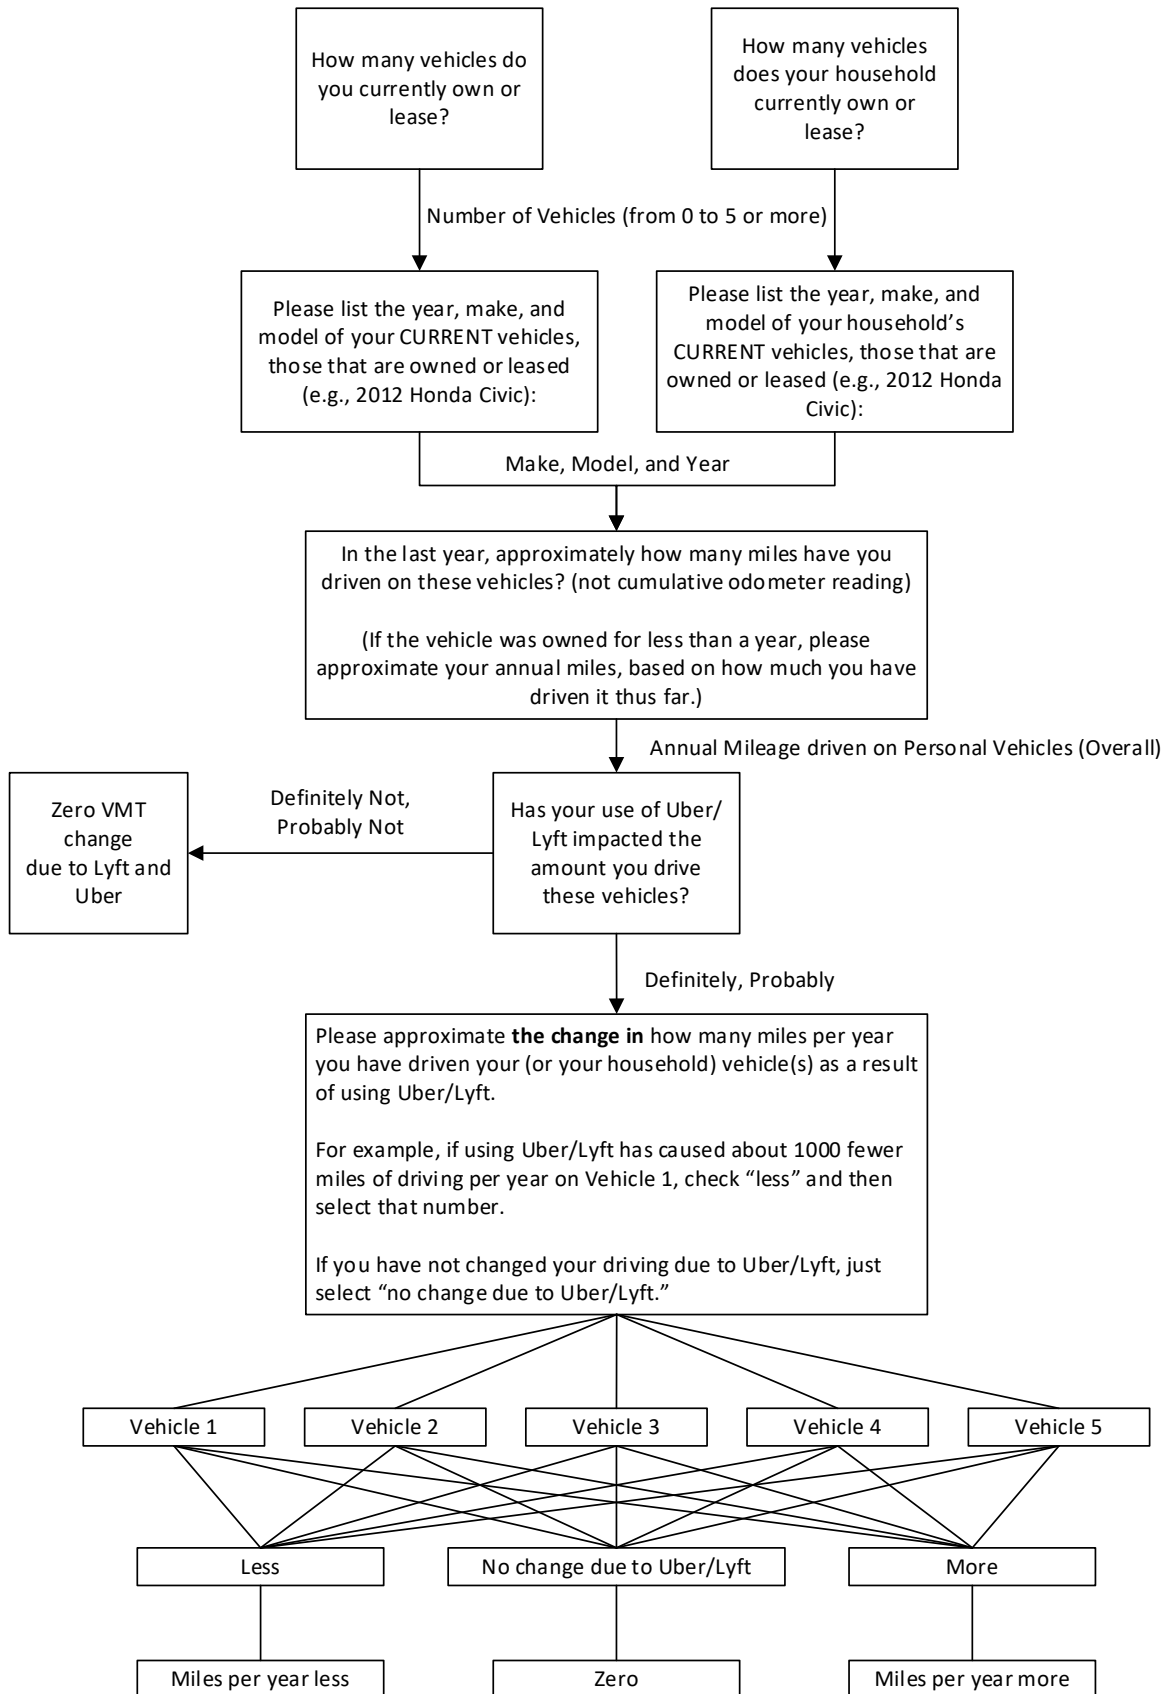 How many vehicles do
you currently own or
lease?
How many vehicles
does your household
currently own or
lease?
Number of Vehicles (from 0 to 5 or more)
Please list the year, make, and
model of your CURRENT vehicles,
those that are owned or leased
(e.g., 2012 Honda Civic):
Please list the year, make, and
model of your household’s
CURRENT vehicles, those that are
owned or leased (e.g., 2012 Honda
Civic):
Make, Model, and Year
In the last year, approximately how many miles have you
driven on these vehicles? (not cumulative odometer reading)
(If the vehicle was owned for less than a year, please
approximate your annual miles, based on how much you have
driven it thus far.)
Annual Mileage driven on Personal Vehicles (Overall)
Zero VMT
change
due to Lyft and
Uber
Definitely Not,
Probably Not
Has your use of Uber/
Lyft impacted the
amount you drive
these vehicles?
Definitely, Probably
Please approximate the change in how many miles per year
you have driven your (or your household) vehicle(s) as a result
of using Uber/Lyft.
For example, if using Uber/Lyft has caused about 1000 fewer
miles of driving per year on Vehicle 1, check “less” and then
select that number.
If you have not changed your driving due to Uber/Lyft, just
select “no change due to Uber/Lyft.”
Vehicle 1
Vehicle 2
Vehicle 3
Vehicle 4
Vehicle 5
Less
No change due to Uber/Lyft
More
Miles per year less
Zero
Miles per year more